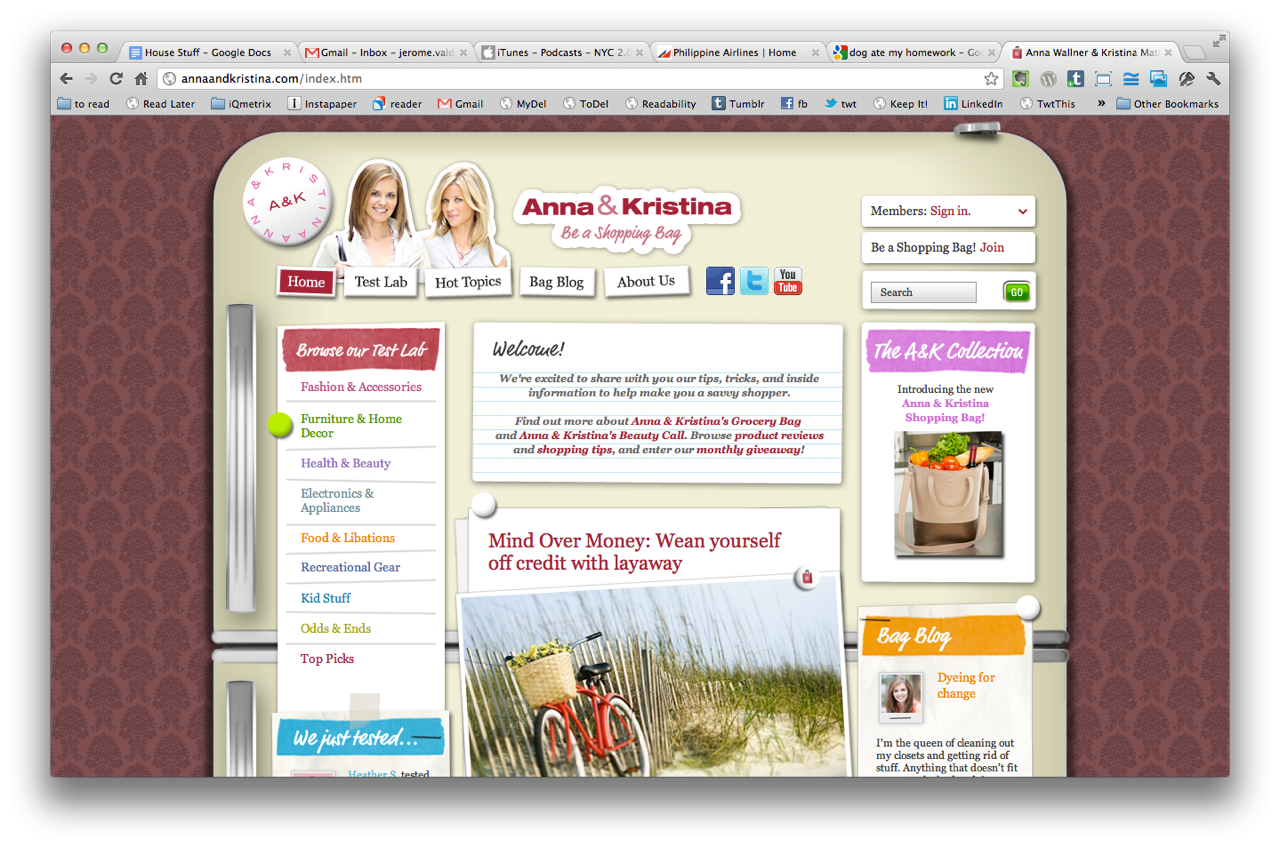 House Stuff - Google Docs
Gmail - Inbox - jerome.vald
iTunes - Podcasts - NYC 2.0
Philippine Airlines | Home
dog ate my homework - Go
Anna Wallner & Kristina Mat
annaandkristina.com/index.htm
to read
Read Later
iQmetrix
Instapaper
reader
Gmail
MyDel
ToDel
Readability
Tumblr
fb
twt
Keep It!
LinkedIn
TwtThis
»
Other Bookmarks
ANNA&KRISTINA
A&K
Anna & Kristina
Be a Shopping Bag
Members: Sign in.
Be a Shopping Bag! Join
Search
GO
Home
Test Lab
Hot Topics
Bag Blog
About Us
You
Tube
Browse our Test Lab
Fashion & Accessories
Furniture & Home
Decor
Health & Beauty
Electronics &
Appliances
Food & Libations
Recreational Gear
Kid Stuff
Odds & Ends
Top Picks
We just tested...
Heather S. tested
Welcome!
We're excited to share with you our tips, tricks, and inside
information to help make you a savvy shopper.
Find out more about Anna & Kristina's Grocery Bag
and Anna & Kristina's Beauty Call. Browse product reviews
and shopping tips, and enter our monthly giveaway!
Mind Over Money: Wean yourself
off credit with layaway
The A&K Collection
Introducing the new
Anna & Kristina
Shopping Bag!
Bag Blog
Dyeing for
change
I'm the queen of cleaning out
my closets and getting rid of
stuff. Anything that doesn't fit